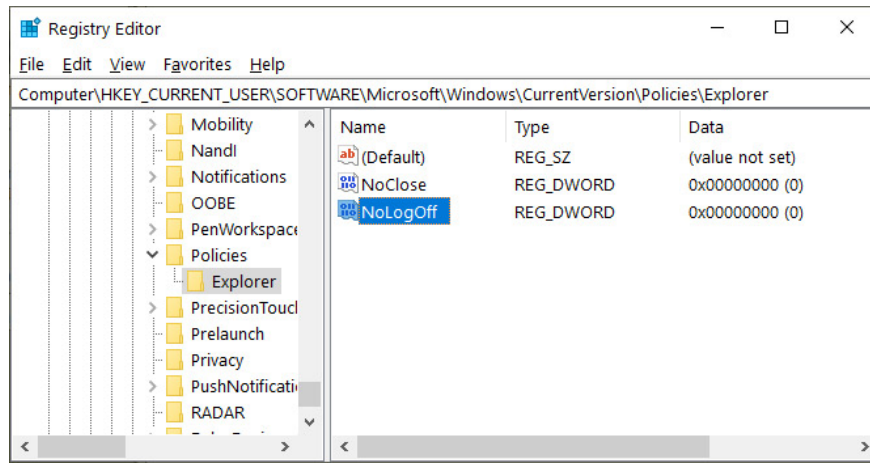 Registry Editor
File Edit View Favorites Help
Computer\HKEY_CURRENT_USER\SOFTWARE\Microsoft\Windows\CurrentVersion\Policies\Explorer
Mobility
NandI
Notifications
OOBE
PenWorkspace
Policies
Explorer
PrecisionTouch
Prelaunch
Privacy
PushNotificati
RADAR
Name Type Data
(Default) REG_SZ (value not set)
NoClose REG_DWORD 0x00000000 (0)
NoLogOff REG_DWORD 0x00000000 (0)